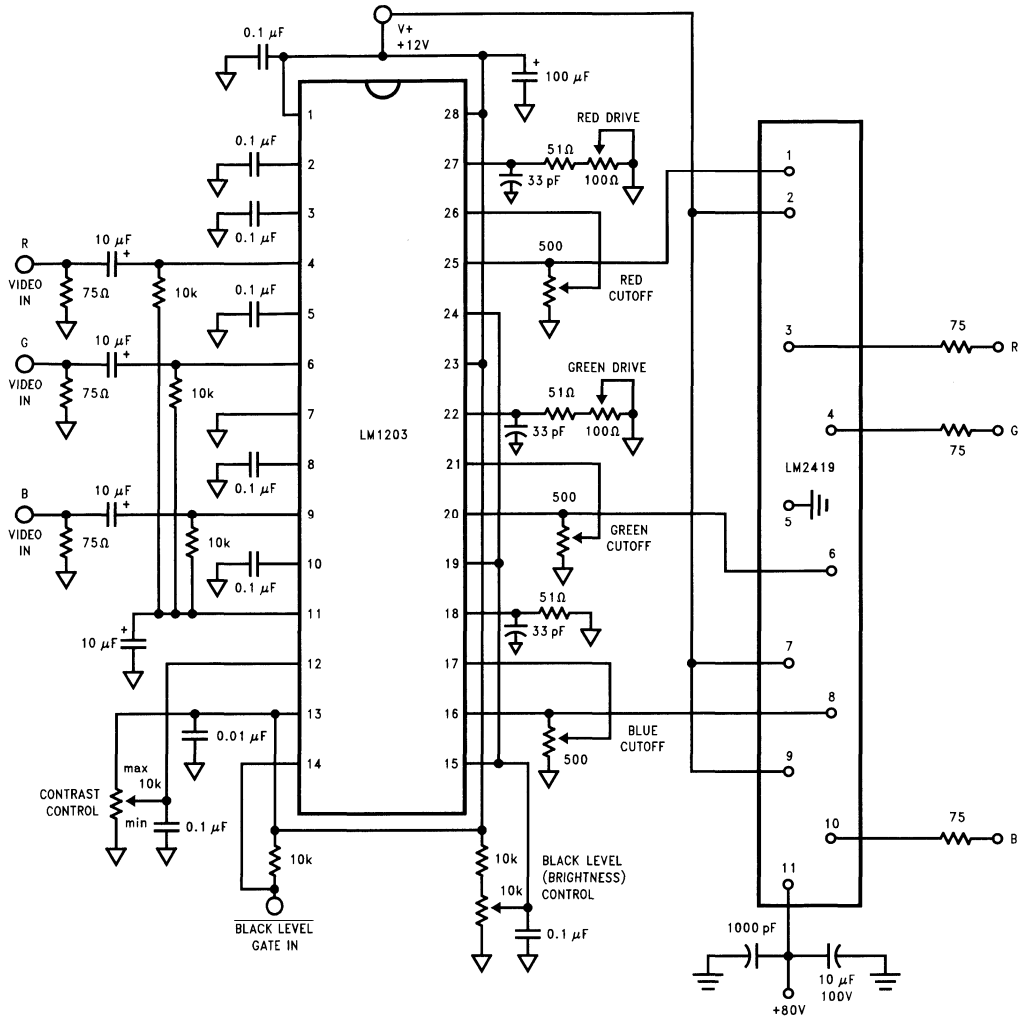 V+
+12V
0.1 µF
100 µF
1
28
RED DRIVE
0.1 µF
2
27
51Ω
100Ω
33 pF
3
0.1 µF
26
R
VIDEO
IN
10 µF
+
75Ω
10k
4
25
500
RED
CUTOFF
0.1 µF
5
24
G
VIDEO
IN
10 µF
+
75Ω
10k
6
23
GREEN DRIVE
7
22
51Ω
100Ω
33 pF
LM1203
8
0.1 µF
21
B
VIDEO
IN
10 µF
+
75Ω
10k
9
20
500
GREEN
CUTOFF
10
0.1 µF
19
51Ω
11
18
33 pF
+
10 µF
12
17
13
16
0.01 µF
BLUE
CUTOFF
500
14
15
max
10k
min
CONTRAST
CONTROL
0.1 µF
10k
BLACK LEVEL
GATE IN
10k
10k
BLACK LEVEL
(BRIGHTNESS)
CONTROL
0.1 µF
1
2
3
75
R
4
75
G
LM2419
5
6
7
8
9
10
75
B
11
1000 pF
10 µF
100V
+80V
+